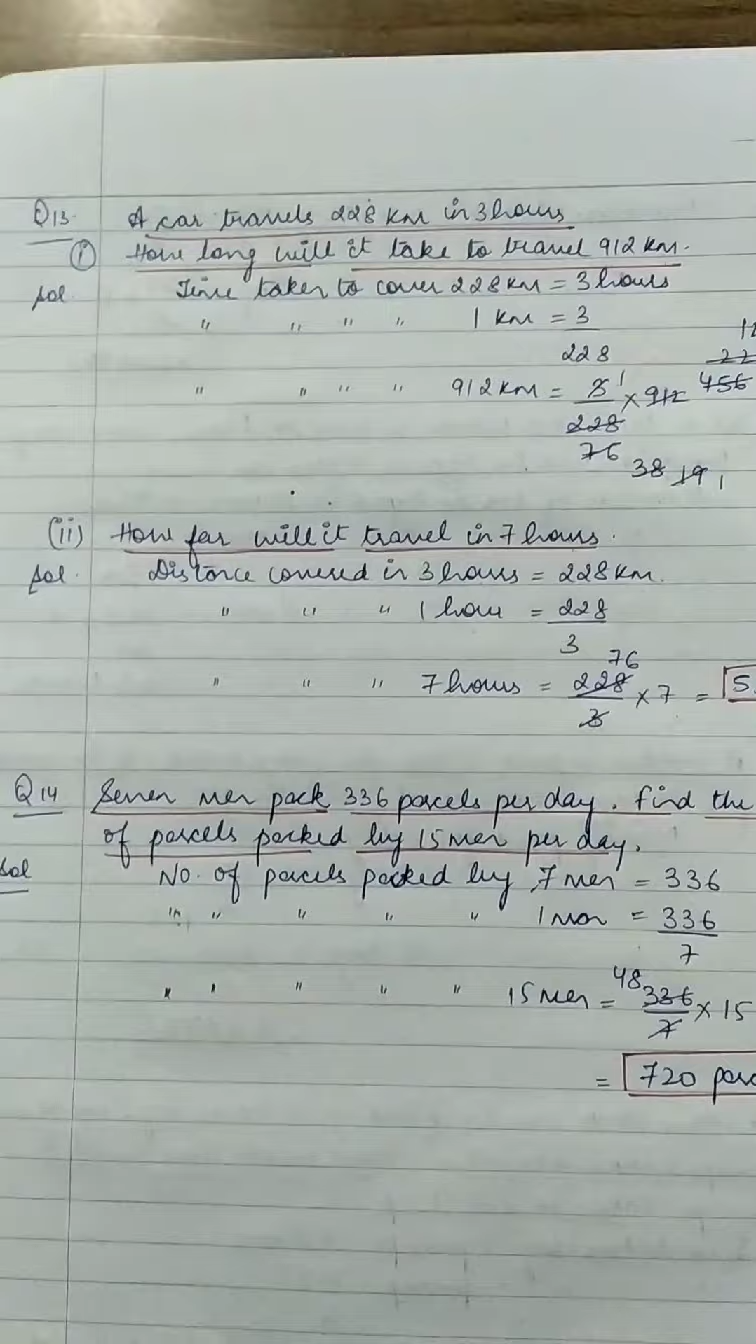 Q13. A car travels 228 km in 3 hours
(i) How long will it take to travel 912 km.
Sol. Time taken to cover 228 km = 3 hours
" " " " 1 km = 3/228
" " " " 912 km = 3/228 × 912 456
1
76 38 19 1
(ii) How far will it travel in 7 hours.
Sol. Distance covered in 3 hours = 228 km.
" " " 1 hour = 228/3
" " " 7 hours = 228/3 × 7 = 5
76
Q14 Seven men pack 336 parcels per day. Find the
of parcels packed by 15 men per day.
Sol No. of parcels packed by 7 men = 336
" " " " " 1 man = 336/7
" " " " " 15 men = 336/7 × 15
48
= 720